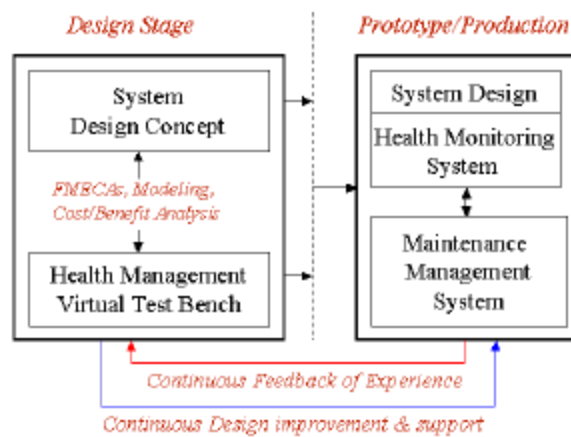 Design Stage
Prototype/Production
System
Design Concept
FMECAs, Modeling,
Cost/Benefit Analysis
Health Management
Virtual Test Bench
System Design
Health Monitoring
System
Maintenance
Management
System
Continuous Feedback of Experience
Continuous Design improvement & support